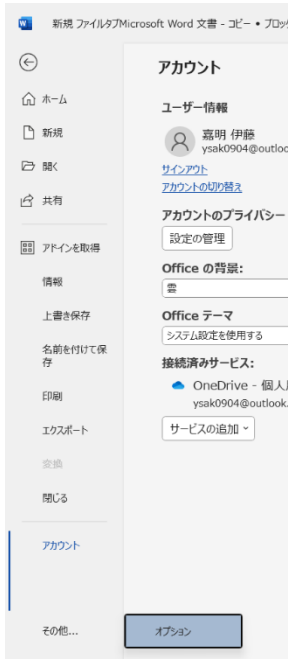 新規 ファイルタブMicrosoft Word 文書 - コピー • ブロッ
アカウント
ホーム
新規
開く
共有
アドインを取得
情報
上書き保存
名前を付けて保
存
印刷
エクスポート
変換
閉じる
アカウント
その他...
オプション
ユーザー情報
嘉明 伊藤
ysak0904@outloo
サインアウト
アカウントの切り替え
アカウントのプライバシー
設定の管理
Office の背景:
雲
Office テーマ
システム設定を使用する
接続済みサービス:
OneDrive - 個人
ysak0904@outlook.
サービスの追加